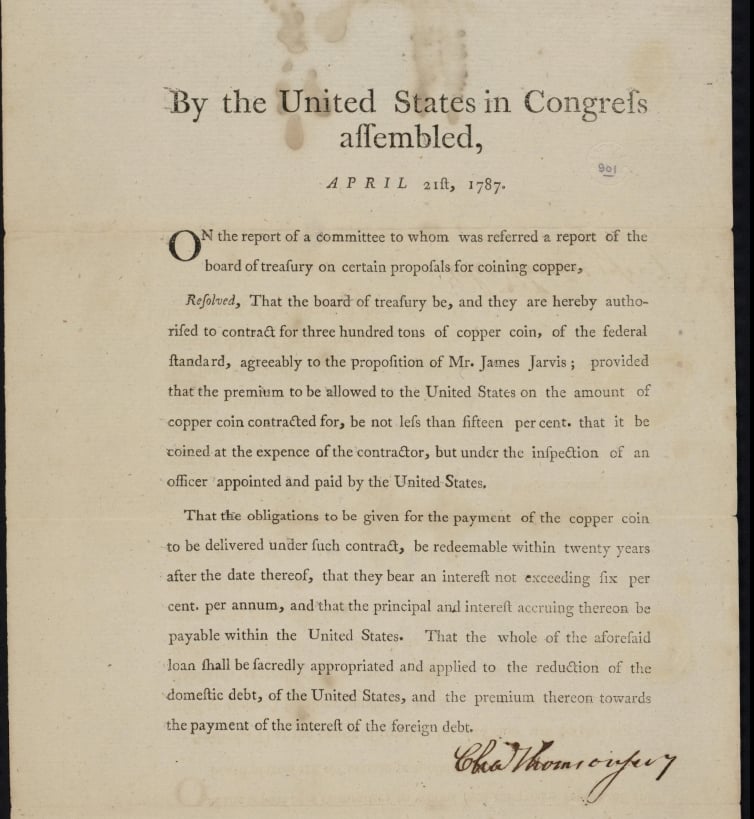 By the United States in Congreſs
aſſembled,
901
APRIL 21ſt, 1787.
ON the report of a committee to whom was referred a report of the
board of treaſury on certain propoſals for coining copper,
Reſolved, That the board of treaſury be, and they are hereby autho-
riſed to contract for three hundred tons of copper coin, of the federal
ſtandard, agreeably to the propoſition of Mr. James Jarvis; provided
that the premium to be allowed to the United States on the amount of
copper coin contracted for, be not leſs than fifteen per cent. that it be
coined at the expence of the contractor, but under the inſpection of an
officer appointed and paid by the United States.
That the obligations to be given for the payment of the copper coin
to be delivered under ſuch contract, be redeemable within twenty years
after the date thereof, that they bear an intereſt not exceeding ſix per
cent. per annum, and that the principal and intereſt accruing thereon be
payable within the United States. That the whole of the aforeſaid
loan ſhall be ſacredly appropriated and applied to the reduction of the
domeſtic debt, of the United States, and the premium thereon towards
the payment of the intereſt of the foreign debt.
Chas Thomson secy